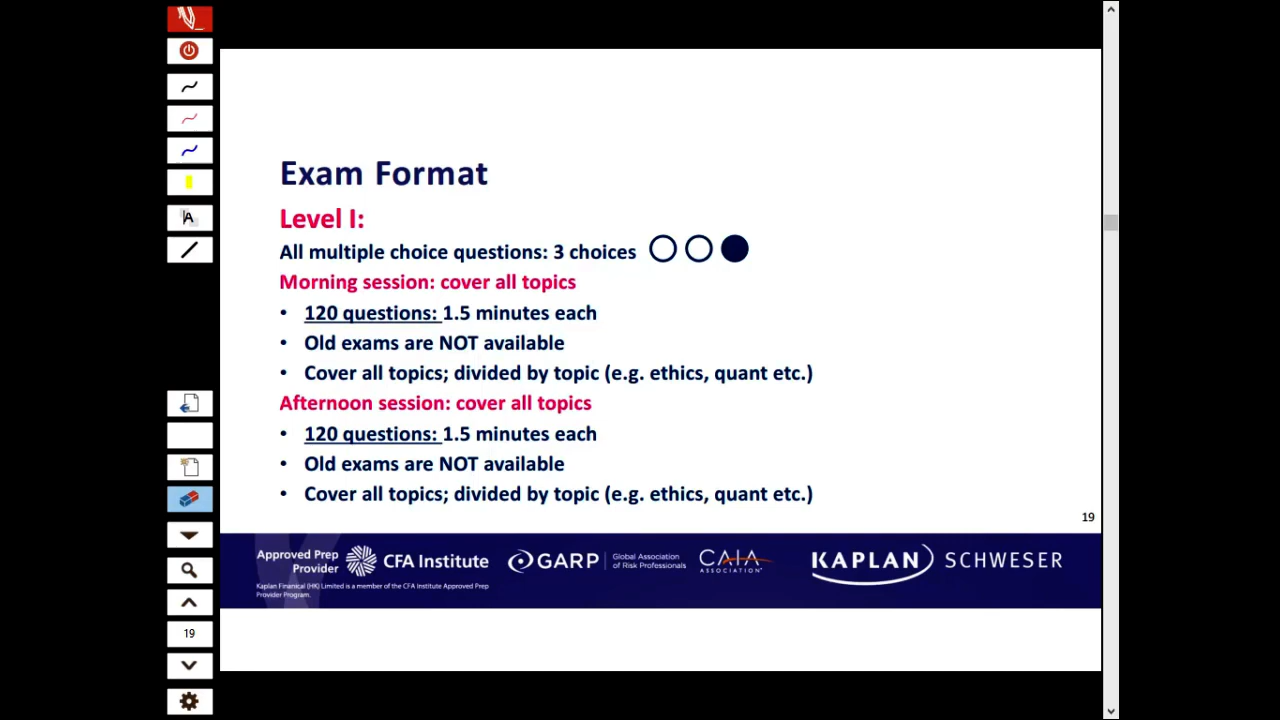 Exam Format
Level I:
All multiple choice questions: 3 choices
Morning session: cover all topics
• 120 questions: 1.5 minutes each
• Old exams are NOT available
• Cover all topics; divided by topic (e.g. ethics, quant etc.)
Afternoon session: cover all topics
• 120 questions: 1.5 minutes each
• Old exams are NOT available
• Cover all topics; divided by topic (e.g. ethics, quant etc.)
19
Approved Prep
Provider
CFA Institute
Kaplan Finanical (HK) Limited is a member of the CFA Institute Approved Prep
Provider Program.
GARP
Global Association
of Risk Professionals
CAIA
ASSOCIATION
KAPLAN SCHWESER
A
19